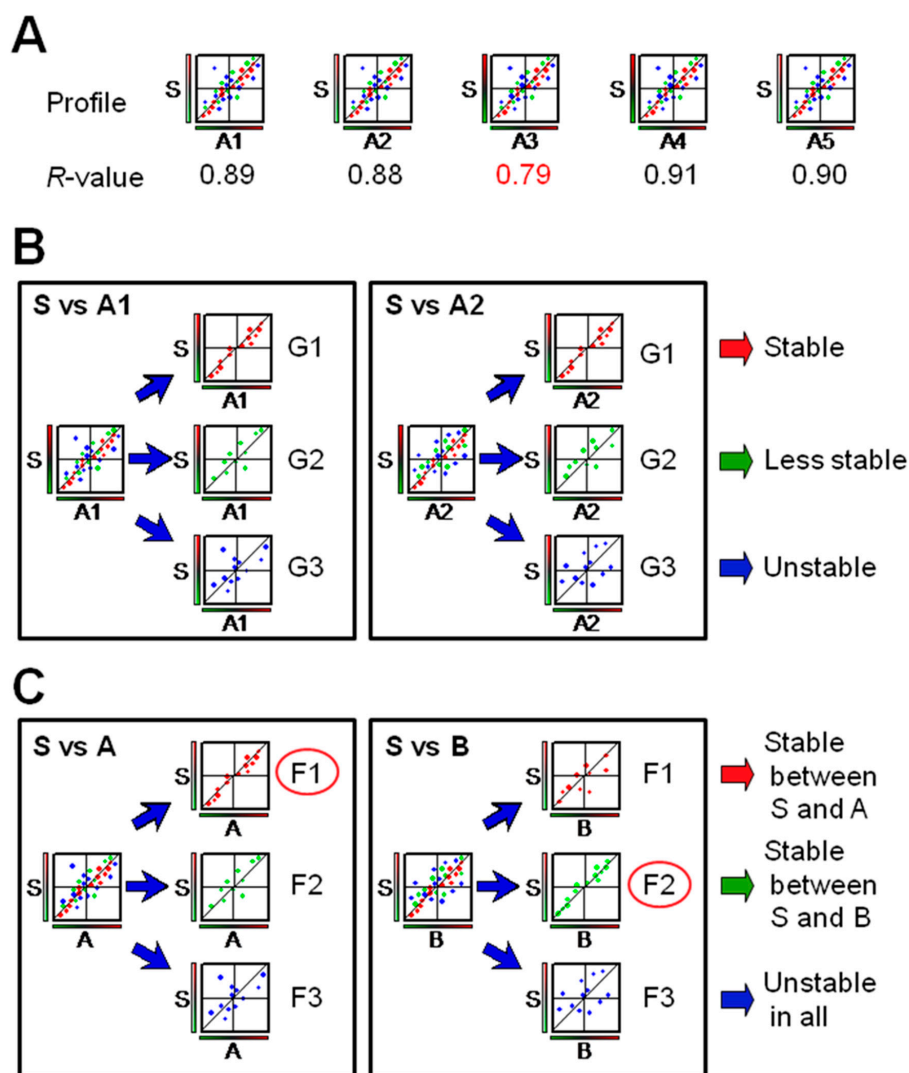 A
Profile
S S S S S
A1 A2 A3 A4 A5
R-value 0.89 0.88 0.79 0.91 0.90
B
S vs A1 S vs A2
S G1 S G1 Stable
A1 A2
S S G2 S S G2 Less stable
A1 A1 A2 A2
S G3 S G3 Unstable
A1 A2
C
S vs A S vs B Stable
S F1 S F1 between
A B S and A
Stable
S S F2 S S F2 between
A A B B S and B
S F3 S F3 Unstable
A B in all